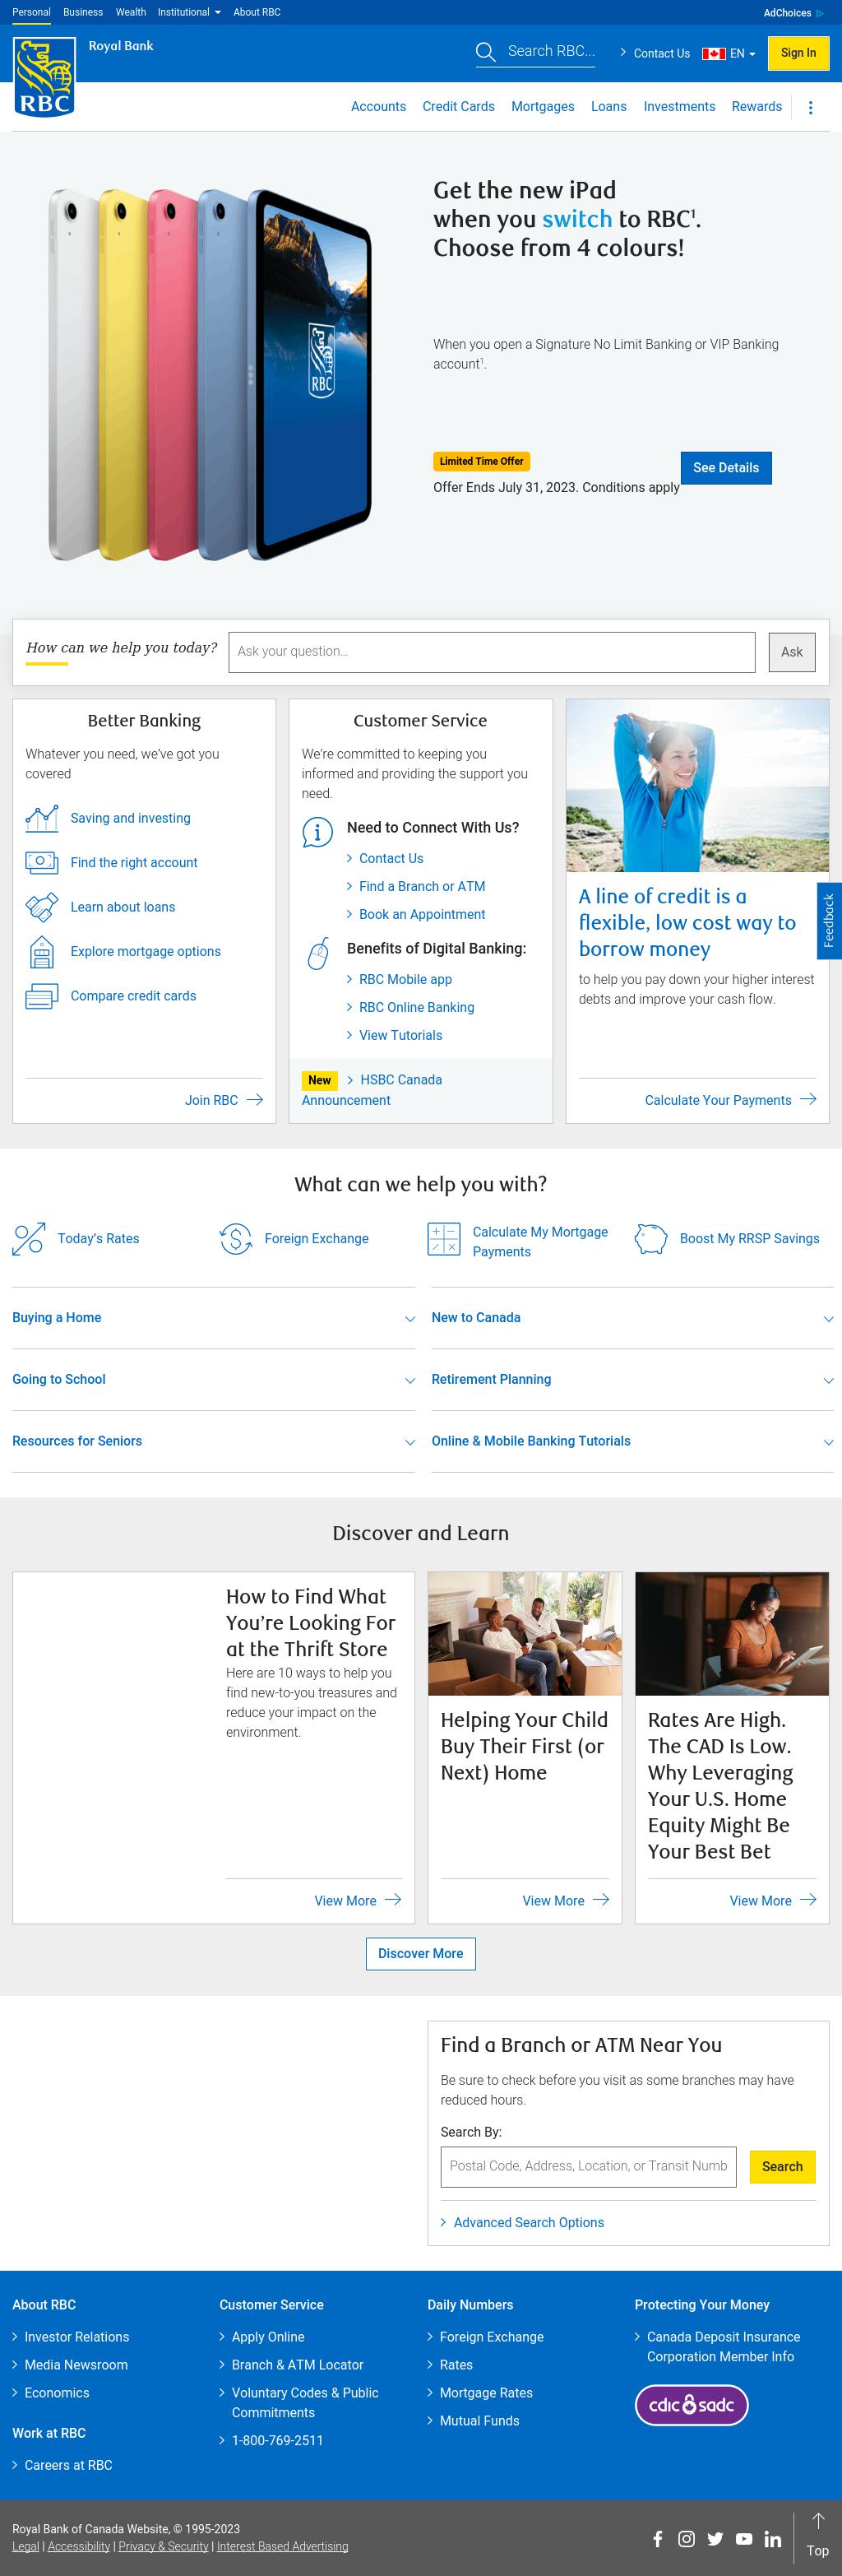 Personal Business Wealth Institutional About RBC AdChoices
RBC
Royal Bank
Search RBC...
Contact Us
EN
Sign In
Accounts Credit Cards Mortgages Loans Investments Rewards
Get the new iPad
when you switch to RBC¹.
Choose from 4 colours!
RBC
When you open a Signature No Limit Banking or VIP Banking
account¹.
Limited Time Offer
Offer Ends July 31, 2023. Conditions apply
See Details
How can we help you today?
Ask your question...
Ask
Better Banking
Whatever you need, we've got you
covered
Saving and investing
Find the right account
Learn about loans
Explore mortgage options
Compare credit cards
Join RBC
Customer Service
We're committed to keeping you
informed and providing the support you
need.
Need to Connect With Us?
Contact Us
Find a Branch or ATM
Book an Appointment
Benefits of Digital Banking:
RBC Mobile app
RBC Online Banking
View Tutorials
New HSBC Canada
Announcement
A line of credit is a
flexible, low cost way to
borrow money
to help you pay down your higher interest
debts and improve your cash flow.
Calculate Your Payments
Feedback
What can we help you with?
Today's Rates
Foreign Exchange
Calculate My Mortgage
Payments
Boost My RRSP Savings
Buying a Home
New to Canada
Going to School
Retirement Planning
Resources for Seniors
Online & Mobile Banking Tutorials
Discover and Learn
How to Find What
You're Looking For
at the Thrift Store
Here are 10 ways to help you
find new-to-you treasures and
reduce your impact on the
environment.
View More
Helping Your Child
Buy Their First (or
Next) Home
View More
Rates Are High.
The CAD Is Low.
Why Leveraging
Your U.S. Home
Equity Might Be
Your Best Bet
View More
Discover More
Find a Branch or ATM Near You
Be sure to check before you visit as some branches may have
reduced hours.
Search By:
Postal Code, Address, Location, or Transit Numb
Search
Advanced Search Options
About RBC
Investor Relations
Media Newsroom
Economics
Work at RBC
Careers at RBC
Customer Service
Apply Online
Branch & ATM Locator
Voluntary Codes & Public
Commitments
1-800-769-2511
Daily Numbers
Foreign Exchange
Rates
Mortgage Rates
Mutual Funds
Protecting Your Money
Canada Deposit Insurance
Corporation Member Info
cdic sadc
Royal Bank of Canada Website, © 1995-2023
Legal | Accessibility | Privacy & Security | Interest Based Advertising
Top